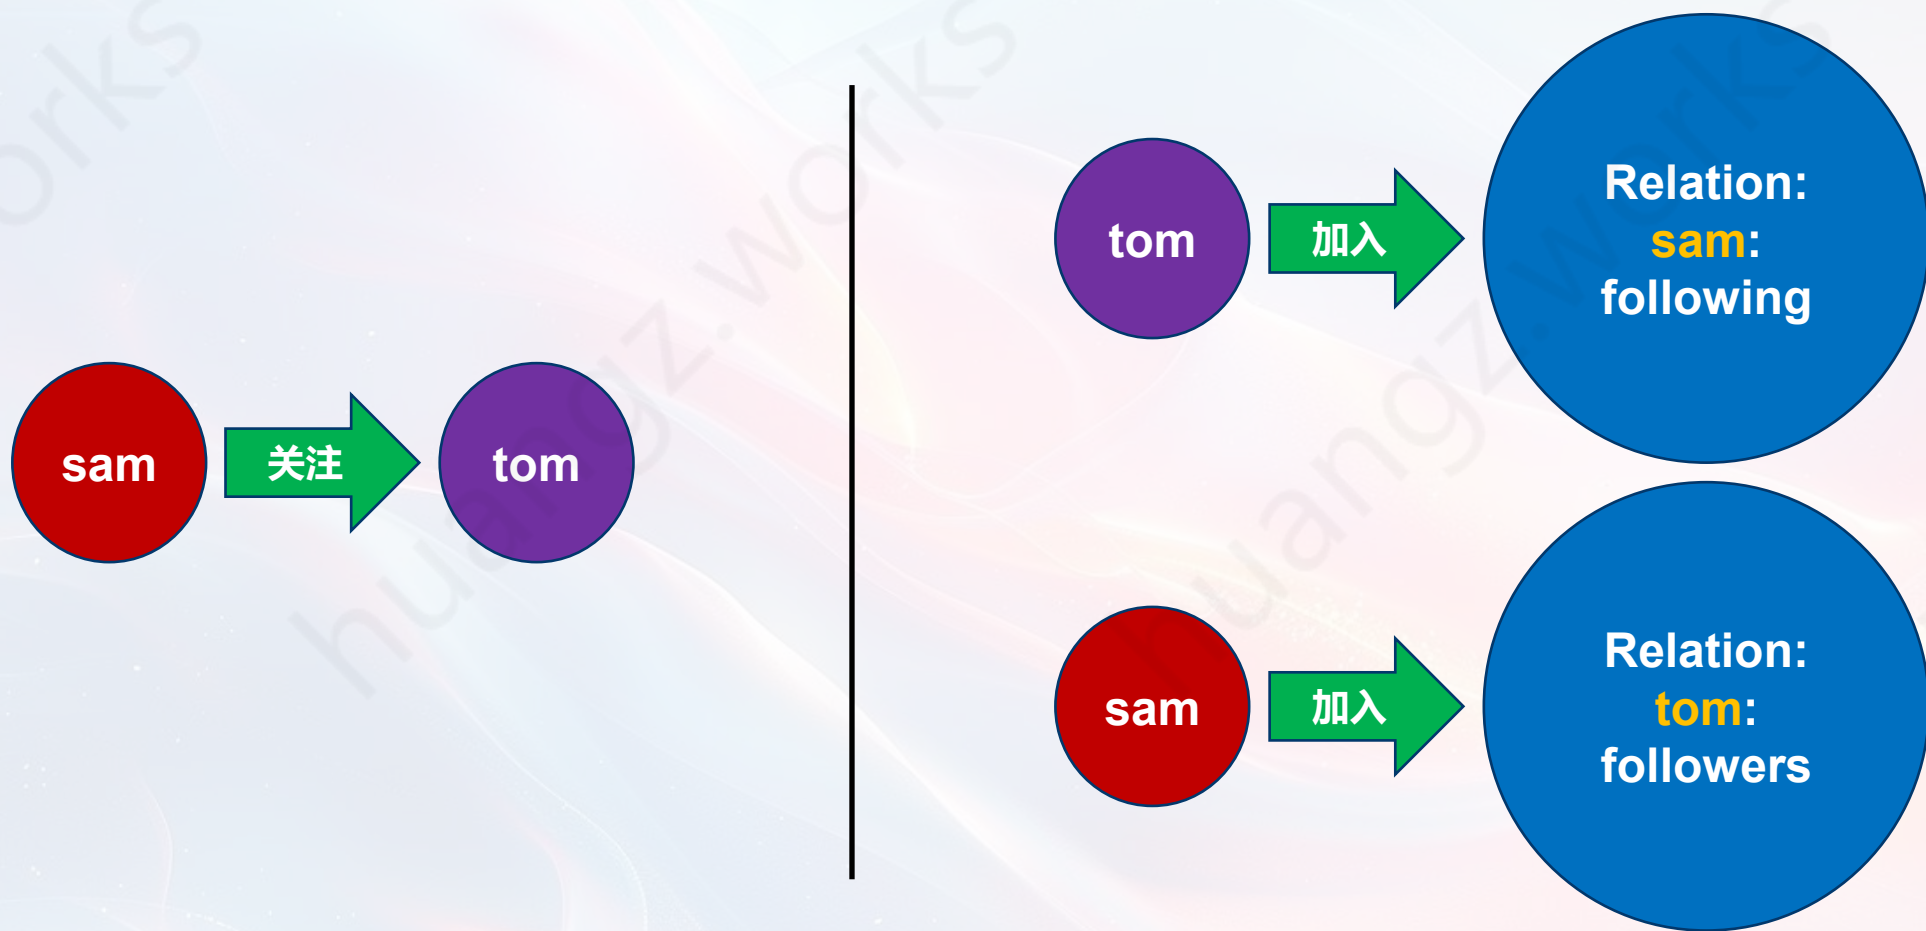 sam
关注
tom
tom
加入
Relation:
sam:
following
sam
加入
Relation:
tom:
followers
huangz.works
huangz.works
orks